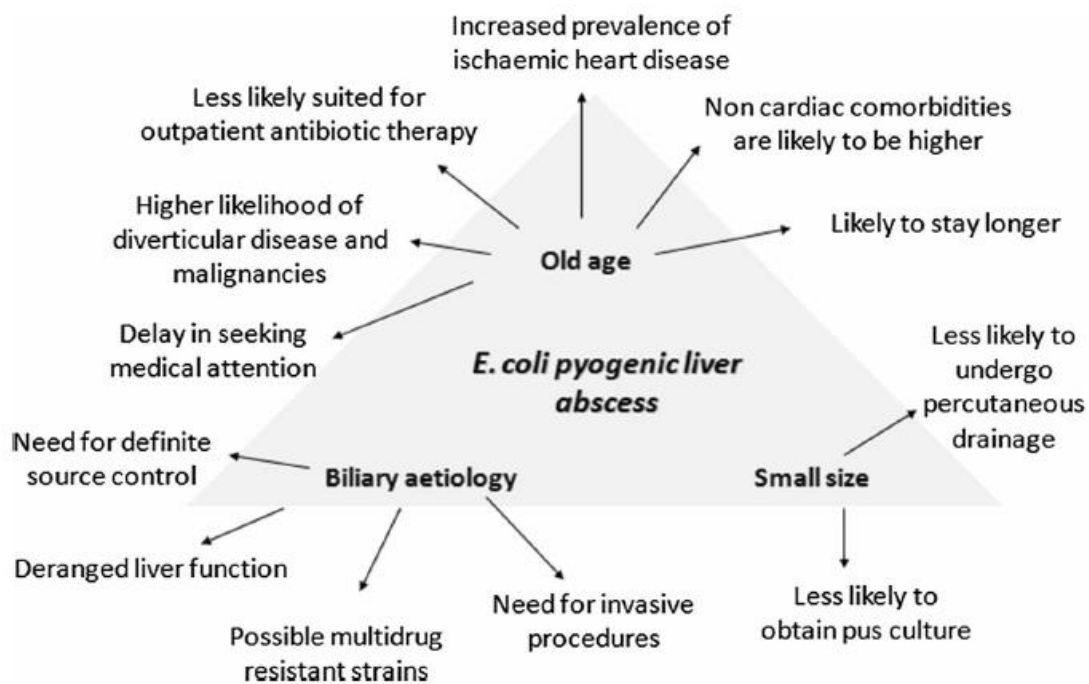 Increased prevalence of
ischaemic heart disease
Less likely suited for
outpatient antibiotic therapy
Non cardiac comorbidities
are likely to be higher
Higher likelihood of
diverticular disease and
malignancies
Likely to stay longer
Old age
Delay in seeking
medical attention
E. coli pyogenic liver
abscess
Less likely to
undergo
percutaneous
drainage
Need for definite
source control
Biliary aetiology
Small size
Deranged liver function
Possible multidrug
resistant strains
Need for invasive
procedures
Less likely to
obtain pus culture